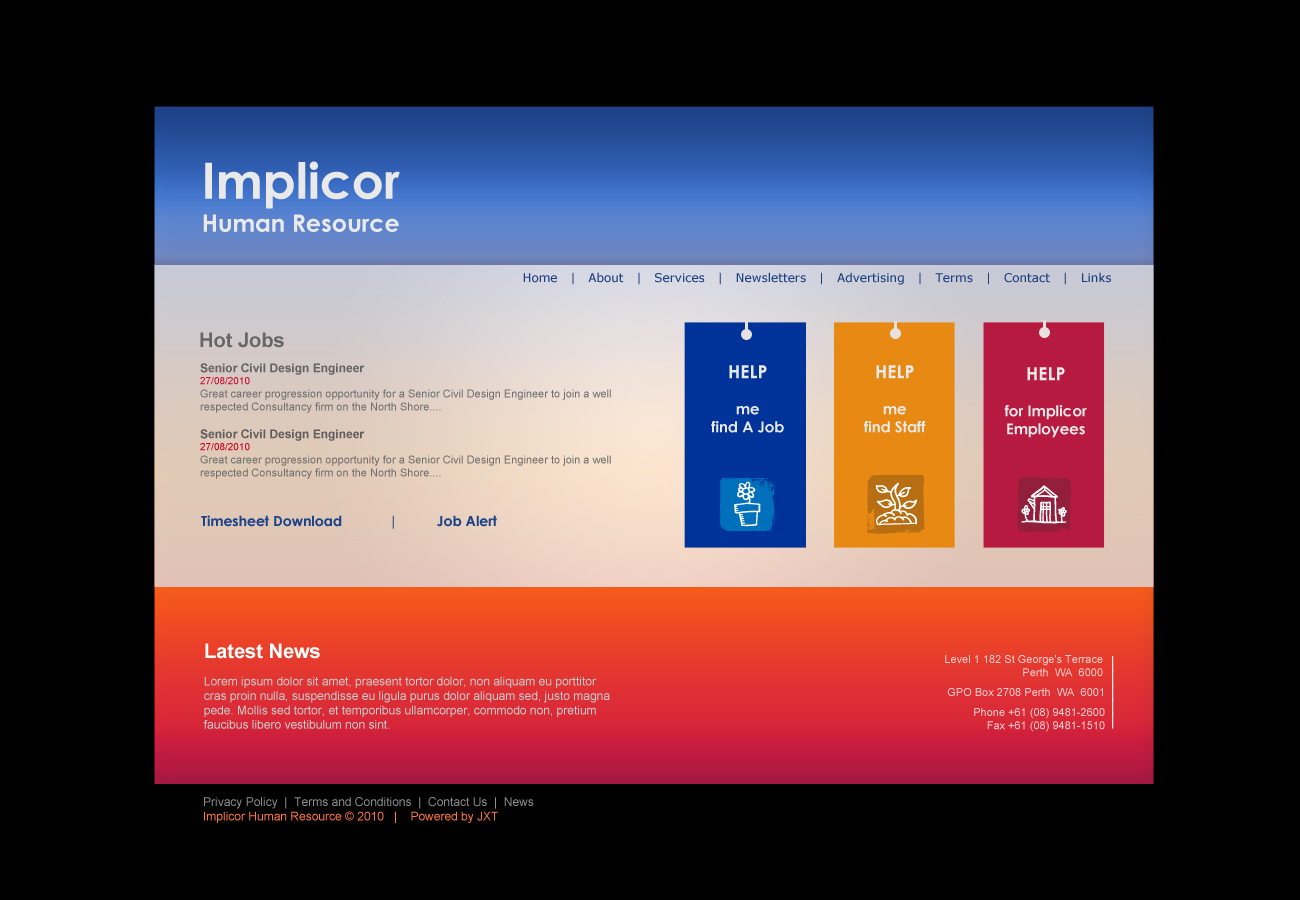 Implicor
Human Resource
Home | About | Services | Newsletters | Advertising | Terms | Contact | Links
Hot Jobs
Senior Civil Design Engineer
27/08/2010
Great career progression opportunity for a Senior Civil Design Engineer to join a well
respected Consultancy firm on the North Shore....
Senior Civil Design Engineer
27/08/2010
Great career progression opportunity for a Senior Civil Design Engineer to join a well
respected Consultancy firm on the North Shore....
Timesheet Download | Job Alert
HELP
me
find A Job
HELP
me
find Staff
HELP
for Implicor
Employees
Latest News
Lorem ipsum dolor sit amet, praesent tortor dolor, non aliquam eu porttitor
cras proin nulla, suspendisse eu ligula purus dolor aliquam sed, justo magna
pede. Mollis sed tortor, et temporibus ullamcorper, commodo non, pretium
faucibus libero vestibulum non sint.
Level 1 182 St George's Terrace
Perth WA 6000
GPO Box 2708 Perth WA 6001
Phone +61 (08) 9481-2600
Fax +61 (08) 9481-1510
Privacy Policy | Terms and Conditions | Contact Us | News
Implicor Human Resource © 2010 | Powered by JXT